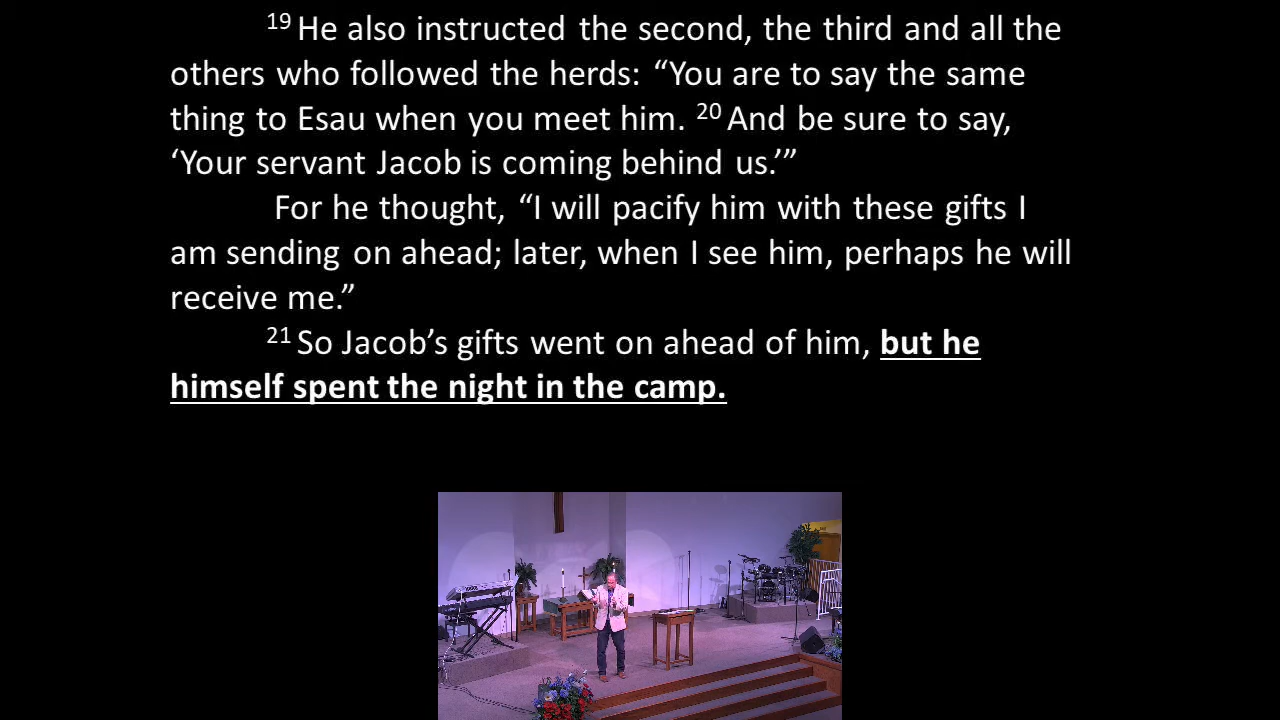 19 He also instructed the second, the third and all the
others who followed the herds: “You are to say the same
thing to Esau when you meet him. 20 And be sure to say,
‘Your servant Jacob is coming behind us.’”
For he thought, “I will pacify him with these gifts I
am sending on ahead; later, when I see him, perhaps he will
receive me.”
21 So Jacob’s gifts went on ahead of him, but he
himself spent the night in the camp.